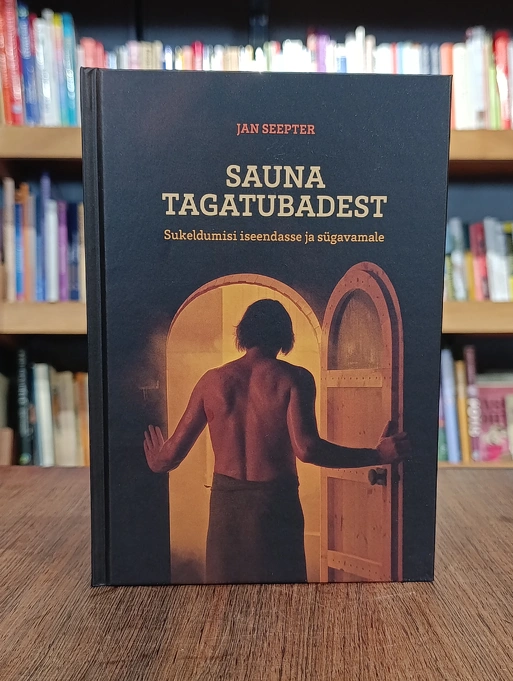 JAN SEEPTER
SAUNA
TAGATUBADEST
Sukeldumisi iseendasse ja sügavamale